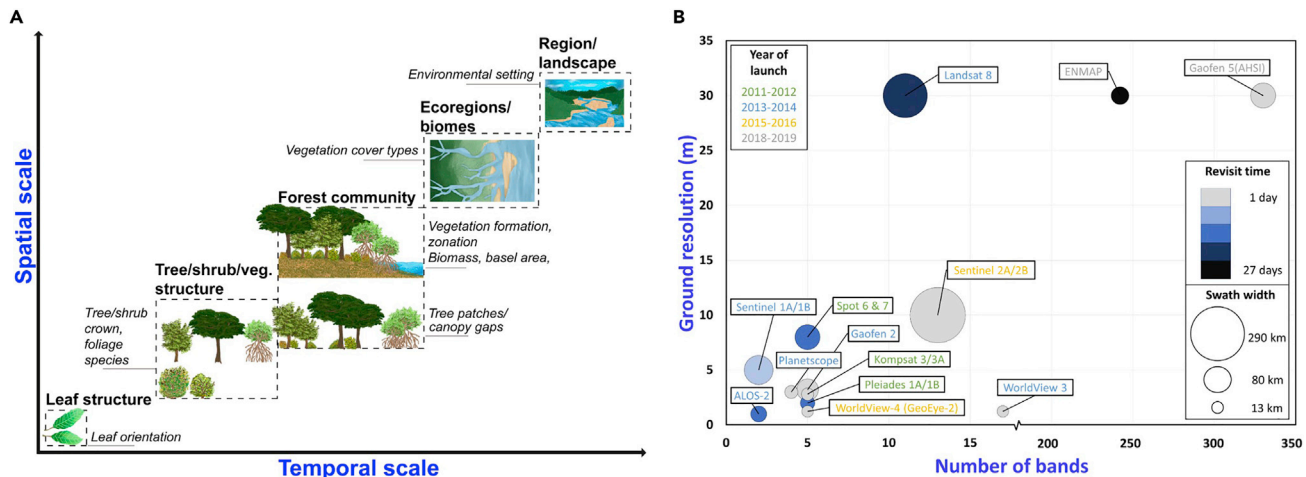 A
Spatial scale
Temporal scale
Region/
landscape
Environmental setting
Ecoregions/
biomes
Vegetation cover types
Forest community
Vegetation formation,
zonation
Biomass, basel area,
Tree/shrub/veg.
structure
Tree/shrub
crown,
foliage
species
Tree patches/
canopy gaps
Leaf structure
Leaf orientation
B
Ground resolution (m)
35
30
25
20
15
10
5
0
0
5
10
15
200
250
300
350
Number of bands
Year of
launch
2011-2012
2013-2014
2015-2016
2018-2019
Landsat 8
ENMAP
Gaofen 5(AHSI)
Revisit time
1 day
27 days
Swath width
290 km
80 km
13 km
Sentinel 2A/2B
Sentinel 1A/1B
Spot 6 & 7
Gaofen 2
Planetscope
Kompsat 3/3A
Pleiades 1A/1B
ALOS-2
WorldView-4 (GeoEye-2)
WorldView 3